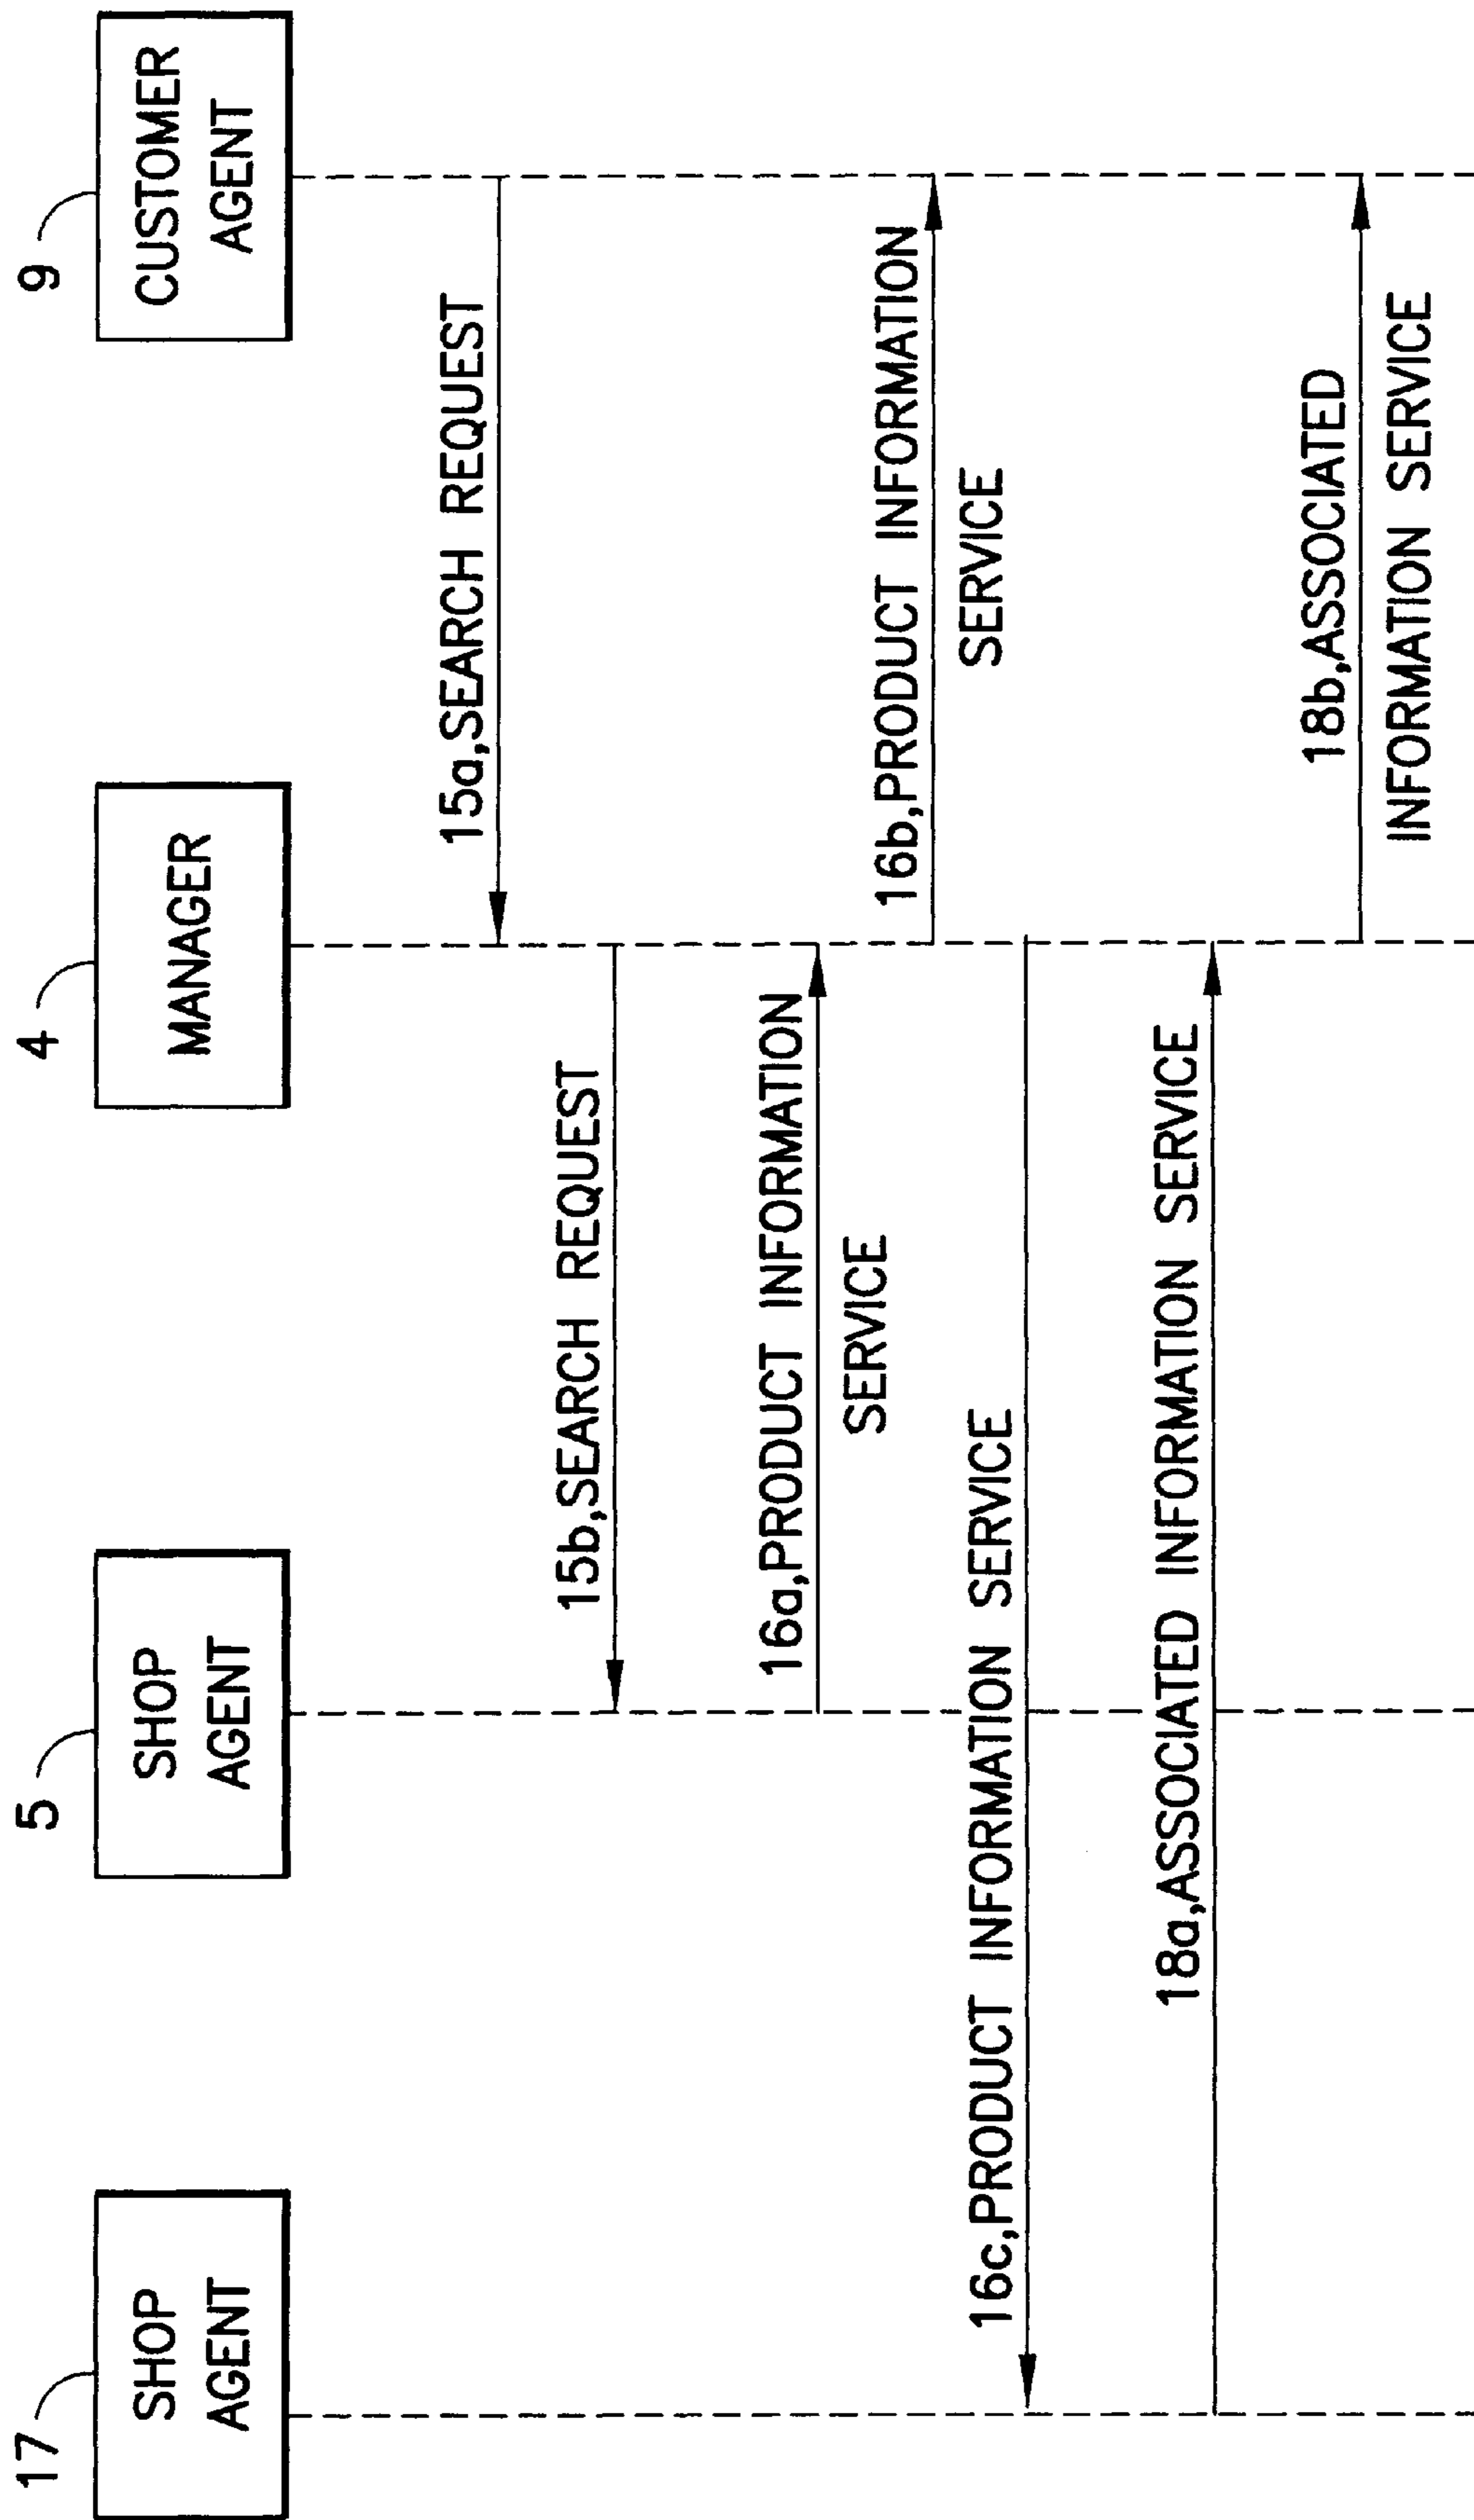 17
SHOP
AGENT
5
SHOP
AGENT
4
MANAGER
9
CUSTOMER
AGENT
15a,SEARCH REQUEST
15b,SEARCH REQUEST
16a,PRODUCT INFORMATION
SERVICE
16b,PRODUCT INFORMATION
SERVICE
16c,PRODUCT INFORMATION SERVICE
18a,ASSOCIATED INFORMATION SERVICE
18b,ASSOCIATED
INFORMATION SERVICE